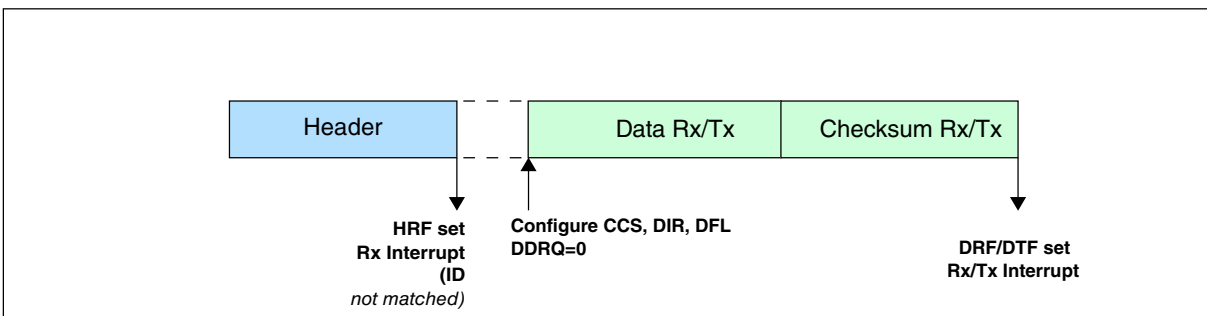 Header
Data Rx/Tx
Checksum Rx/Tx
HRF set
Rx Interrupt
(ID
not matched)
Configure CCS, DIR, DFL
DDRQ=0
DRF/DTF set
Rx/Tx Interrupt